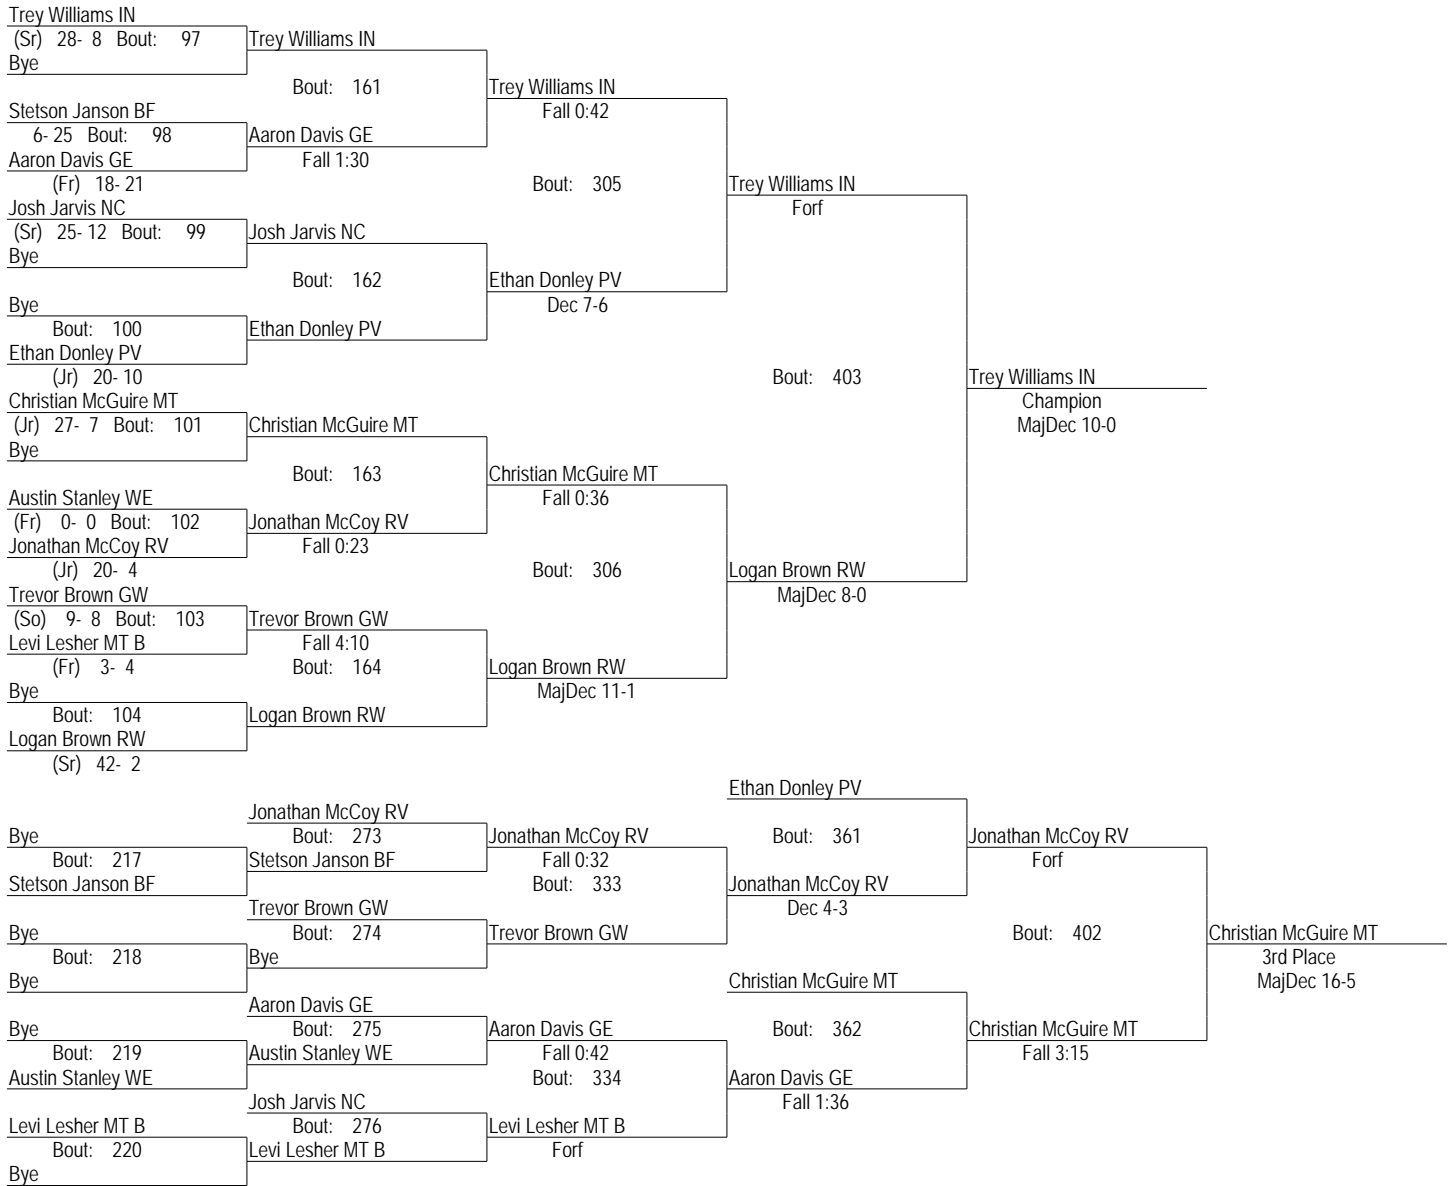 Trey Williams IN
(Sr) 28- 8 Bout: 97 Trey Williams IN
Bye
Bout: 161 Trey Williams IN
Stetson Janson BF Fall 0:42
6- 25 Bout: 98 Aaron Davis GE
Aaron Davis GE Fall 1:30
(Fr) 18- 21 Bout: 305 Trey Williams IN
Josh Jarvis NC Forf
(Sr) 25- 12 Bout: 99 Josh Jarvis NC
Bye
Bout: 162 Ethan Donley PV
Bye Dec 7-6
Bout: 100 Ethan Donley PV
Ethan Donley PV
(Jr) 20- 10 Bout: 403 Trey Williams IN
Christian McGuire MT Champion
(Jr) 27- 7 Bout: 101 Christian McGuire MT MajDec 10-0
Bye
Bout: 163 Christian McGuire MT
Austin Stanley WE Fall 0:36
(Fr) 0- 0 Bout: 102 Jonathan McCoy RV
Jonathan McCoy RV Fall 0:23
(Jr) 20- 4 Bout: 306 Logan Brown RW
Trevor Brown GW MajDec 8-0
(So) 9- 8 Bout: 103 Trevor Brown GW
Levi Lesher MT B Fall 4:10
(Fr) 3- 4 Bout: 164 Logan Brown RW
Bye MajDec 11-1
Bout: 104 Logan Brown RW
Logan Brown RW
(Sr) 42- 2
Ethan Donley PV
Jonathan McCoy RV
Bye Bout: 273 Jonathan McCoy RV Bout: 361 Jonathan McCoy RV
Bout: 217 Stetson Janson BF Fall 0:32 Forf
Stetson Janson BF Bout: 333 Jonathan McCoy RV
Trevor Brown GW Dec 4-3
Bye Bout: 274 Trevor Brown GW Bout: 402 Christian McGuire MT
Bout: 218 Bye 3rd Place
Bye Christian McGuire MT MajDec 16-5
Aaron Davis GE
Bye Bout: 275 Aaron Davis GE Bout: 362 Christian McGuire MT
Bout: 219 Austin Stanley WE Fall 0:42 Fall 3:15
Austin Stanley WE Bout: 334 Aaron Davis GE
Josh Jarvis NC Fall 1:36
Levi Lesher MT B Bout: 276 Levi Lesher MT B
Bout: 220 Levi Lesher MT B Forf
Bye